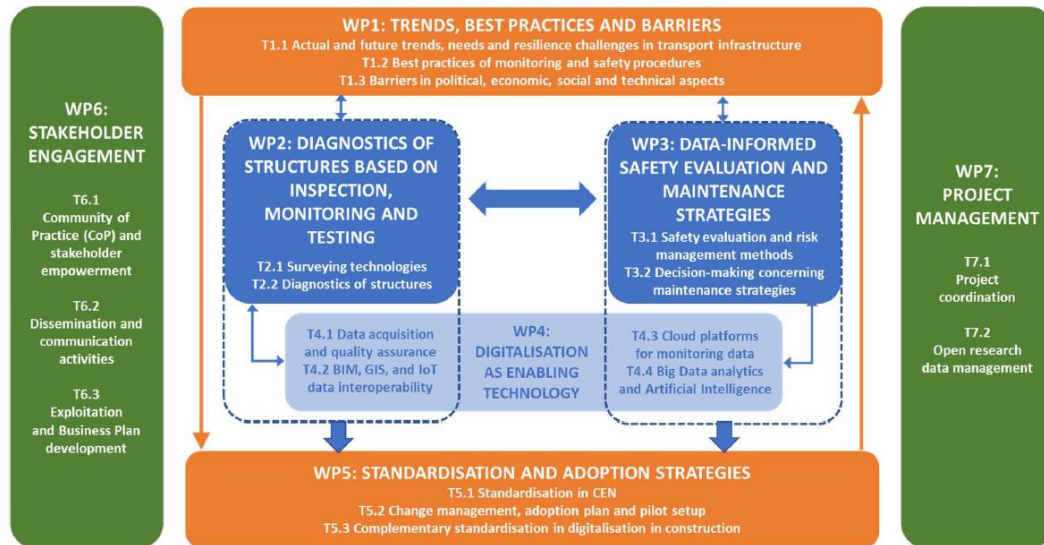 WP1: TRENDS, BEST PRACTICES AND BARRIERS
T1.1 Actual and future trends, needs and resilience challenges in transport infrastructure
T1.2 Best practices of monitoring and safety procedures
T1.3 Barriers in political, economic, social and technical aspects
WP6:
STAKEHOLDER
ENGAGEMENT
T6.1
Community of
Practice (CoP) and
stakeholder
empowerment
T6.2
Dissemination and
communication
activities
T6.3
Exploitation
and Business Plan
development
WP2: DIAGNOSTICS OF
STRUCTURES BASED ON
INSPECTION,
MONITORING AND
TESTING
T2.1 Surveying technologies
T2.2 Diagnostics of structures
WP3: DATA-INFORMED
SAFETY EVALUATION AND
MAINTENANCE
STRATEGIES
T3.1 Safety evaluation and risk
management methods
T3.2 Decision-making concerning
maintenance strategies
T4.1 Data acquisition
and quality assurance
T4.2 BIM, GIS, and IoT
data interoperability
WP4:
DIGITALISATION
AS ENABLING
TECHNOLOGY
T4.3 Cloud platforms
for monitoring data
T4.4 Big Data analytics
and Artificial Intelligence
WP7:
PROJECT
MANAGEMENT
T7.1
Project
coordination
T7.2
Open research
data management
WP5: STANDARDISATION AND ADOPTION STRATEGIES
T5.1 Standardisation in CEN
T5.2 Change management, adoption plan and pilot setup
T5.3 Complementary standardisation in digitalisation in construction